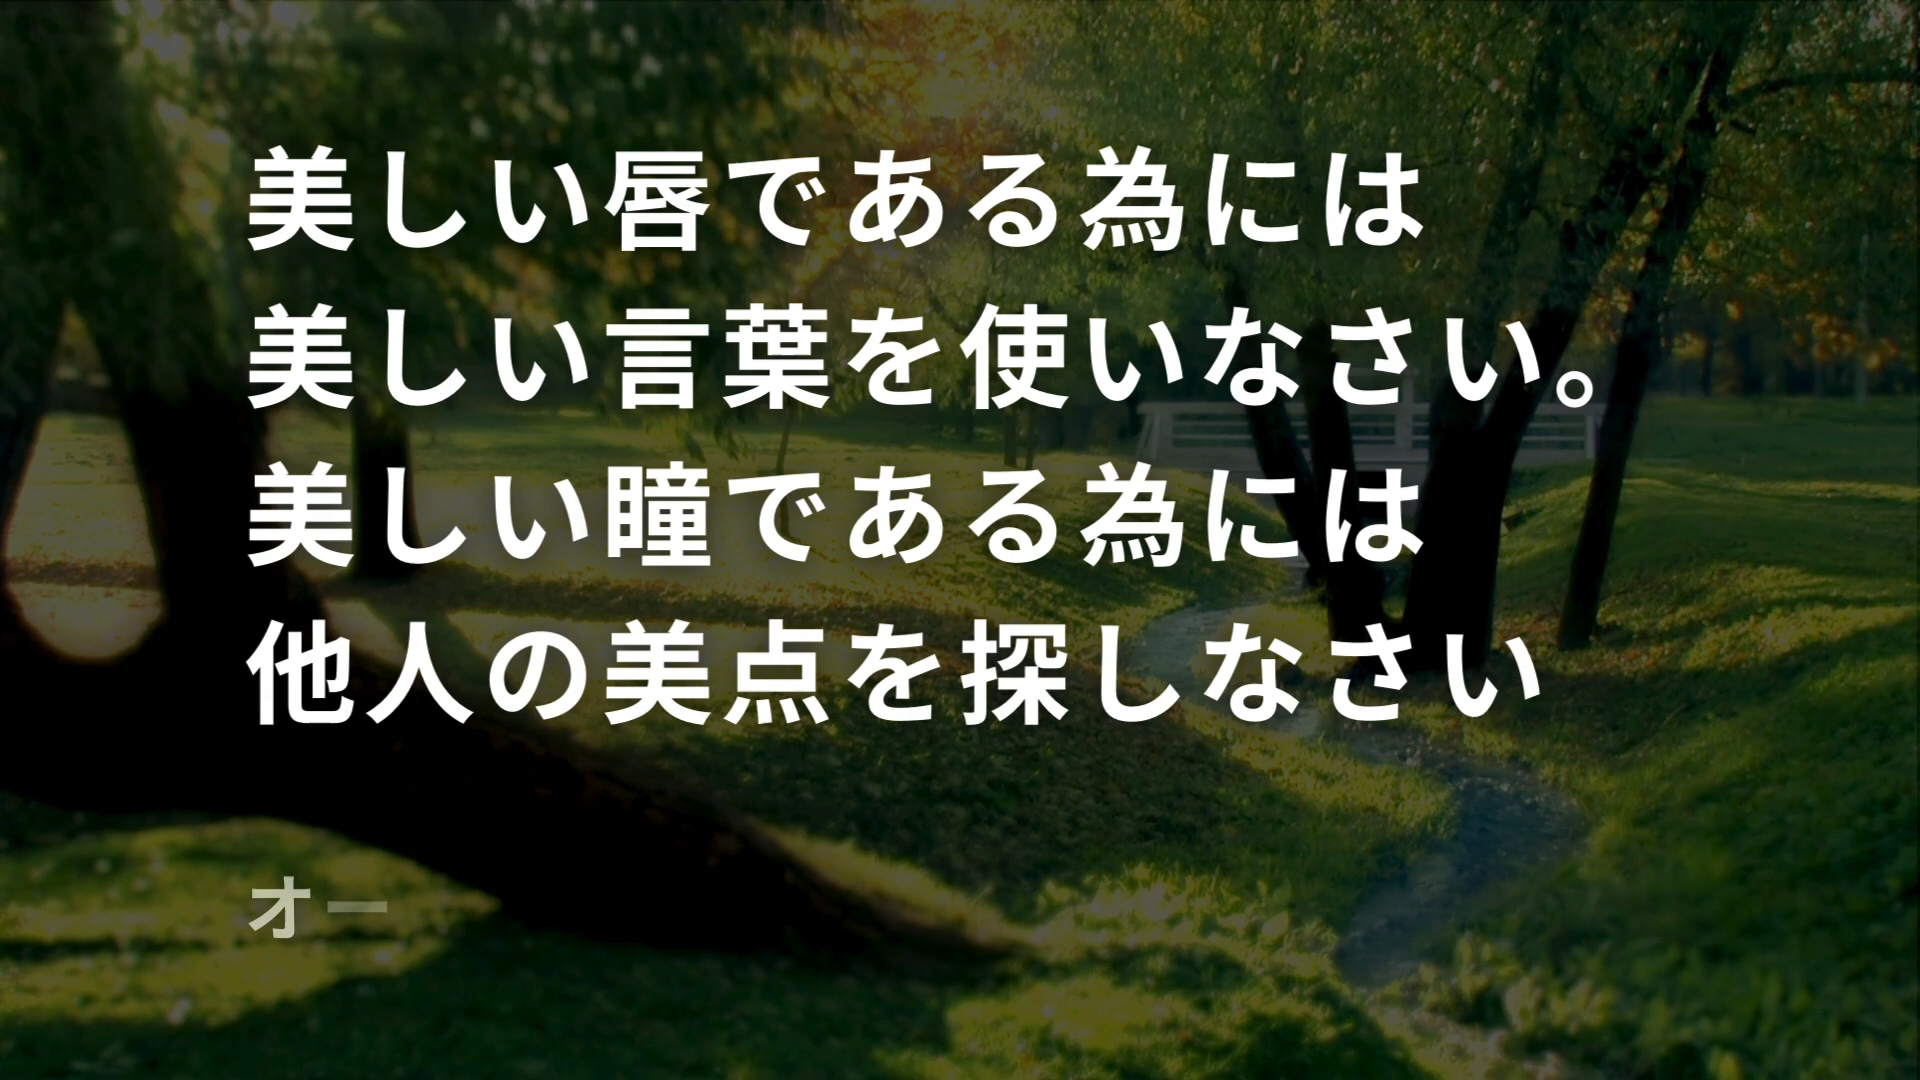 美しい唇である為には
美しい言葉を使いなさい。
美しい瞳である為には
他人の美点を探しなさい
オー